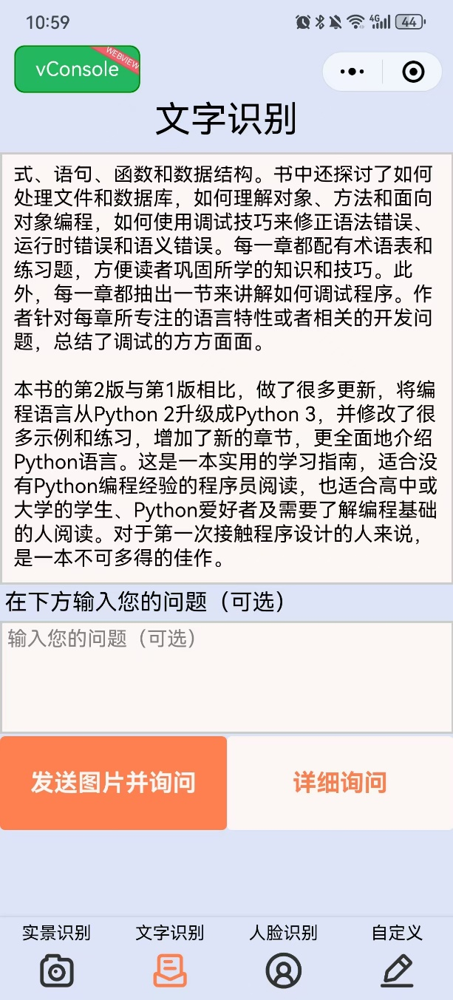 10:59
4G
44
vConsole
WEBVIEW
文字识别
式、语句、函数和数据结构。书中还探讨了如何
处理文件和数据库，如何理解对象、方法和面向
对象编程，如何使用调试技巧来修正语法错误、
运行时错误和语义错误。每一章都配有术语表和
练习题，方便读者巩固所学的知识和技巧。此
外，每一章都抽出一节来讲解如何调试程序。作
者针对每章所专注的语言特性或者相关的开发问
题，总结了调试的方方面面。
本书的第2版与第1版相比，做了很多更新，将编
程语言从Python 2升级成Python 3，并修改了很
多示例和练习，增加了新的章节，更全面地介绍
Python语言。这是一本实用的学习指南，适合没
有Python编程经验的程序员阅读，也适合高中或
大学的学生、Python爱好者及需要了解编程基础
的人阅读。对于第一次接触程序设计的人来说，
是一本不可多得的佳作。
在下方输入您的问题（可选）
输入您的问题（可选）
发送图片并询问
详细询问
实景识别
文字识别
人脸识别
自定义